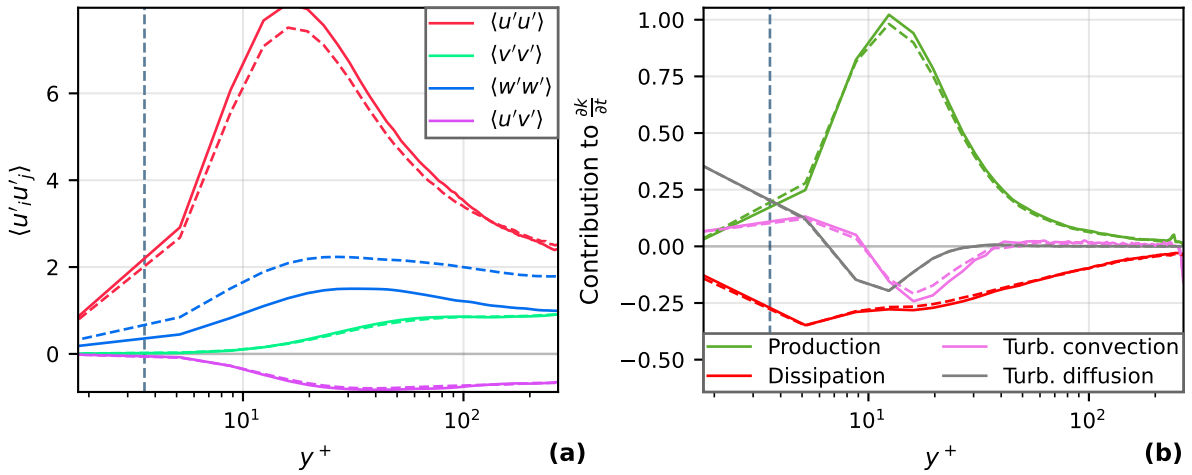 ⟨u′ᵢu′ⱼ⟩
6
4
2
0
10¹
10²
y⁺
(a)
⟨u′u′⟩
⟨v′v′⟩
⟨w′w′⟩
⟨u′v′⟩
Contribution to ∂k/∂t
1.00
0.75
0.50
0.25
0.00
−0.25
−0.50
10¹
10²
y⁺
(b)
Production
Dissipation
Turb. convection
Turb. diffusion